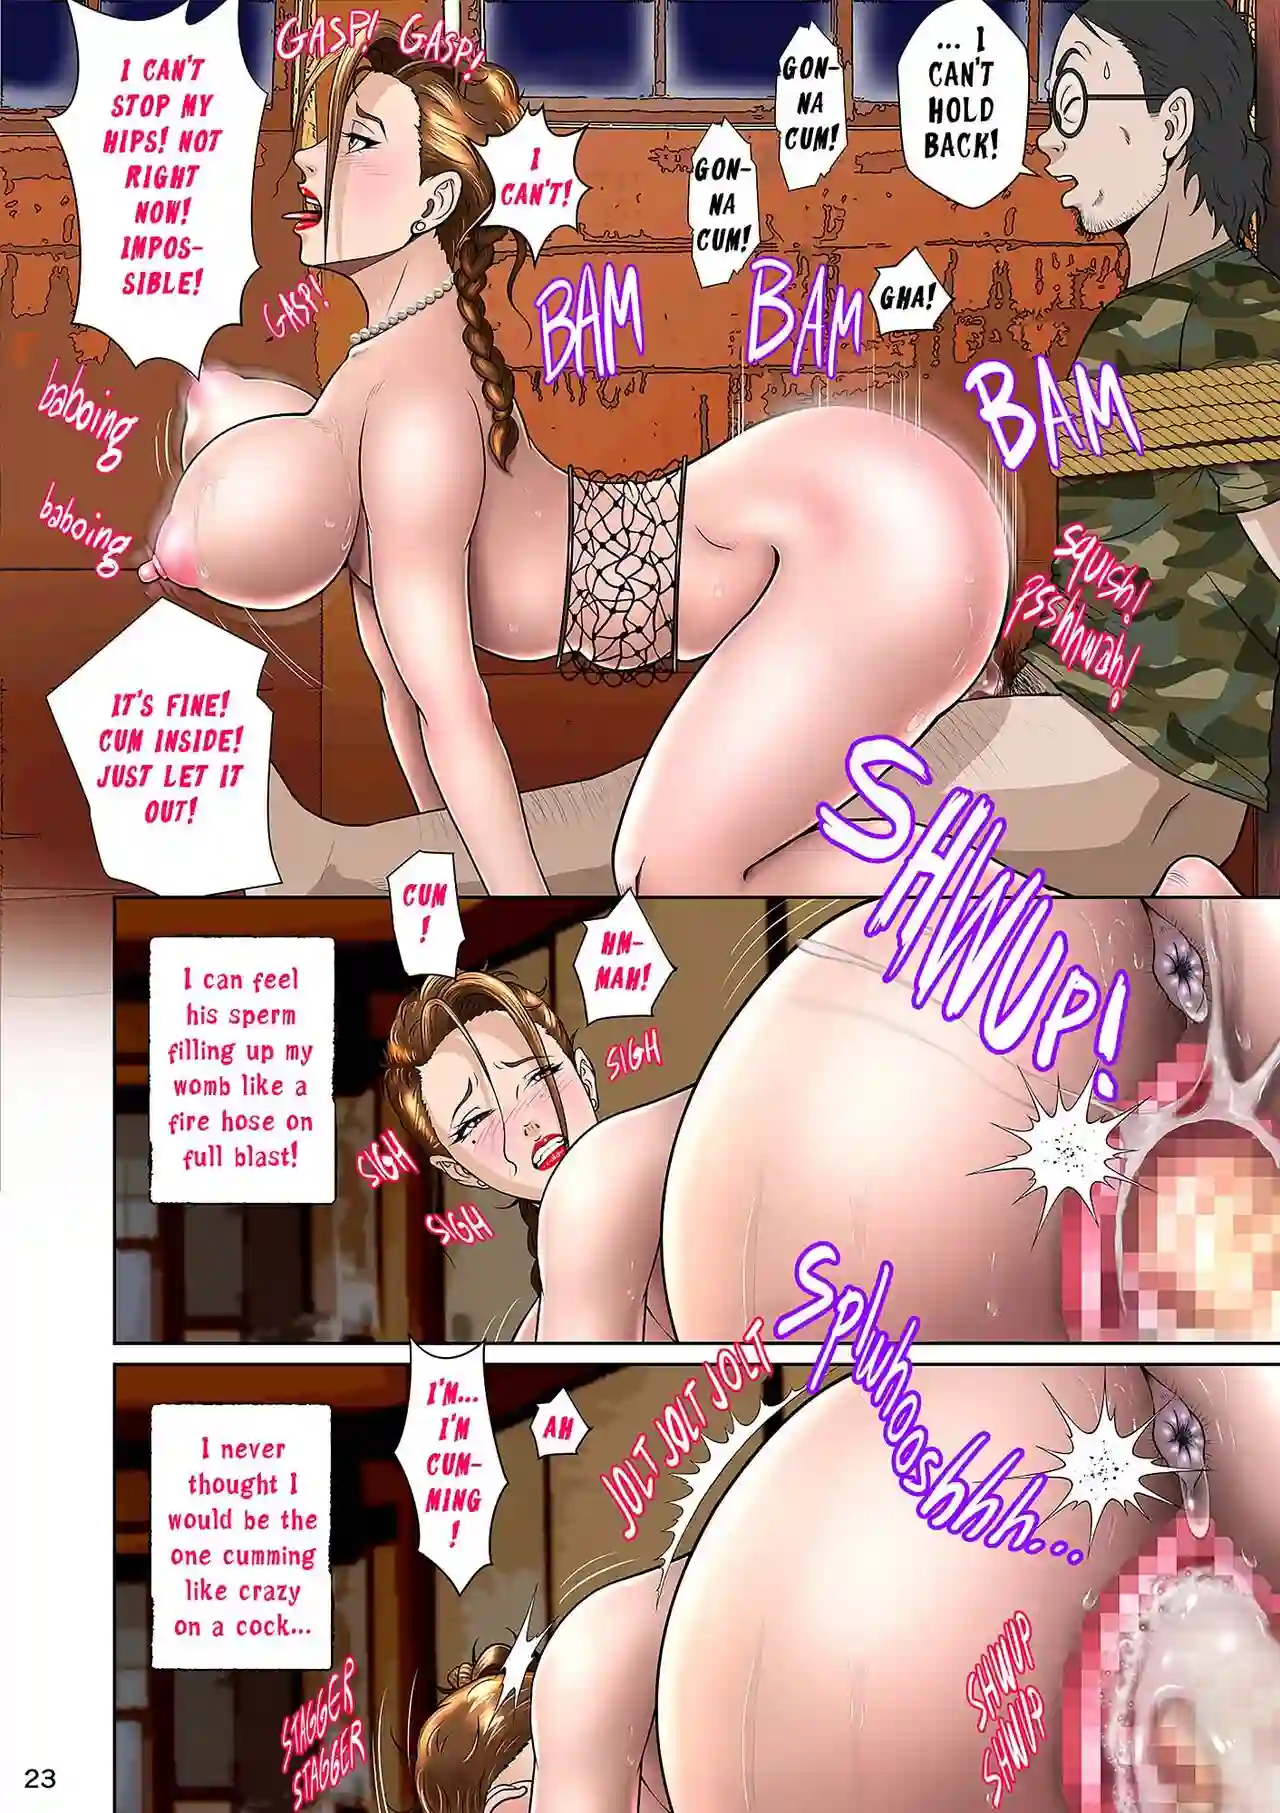 GASP! GASP!
I CAN'T
STOP MY
HIPS! NOT
RIGHT
NOW!
IMPOS-
SIBLE!
I
CAN'T!
GON-
NA
CUM!
GON-
NA
CUM!
... I
CAN'T
HOLD
BACK!
GHA!
GASP!
BAM
BAM
BAM
baboing
baboing
squish!
psshhwah!
IT'S FINE!
CUM INSIDE!
JUST LET IT
OUT!
SHWUP!
CUM
!
HM-
MAH!
I can feel
his sperm
filling up my
womb like a
fire hose on
full blast!
SIGH
SIGH
SIGH
Splwhooshhh...
JOLT JOLT JOLT
I'M...
I'M
CUM-
MING
!
AH
I never
thought I
would be the
one cumming
like crazy
on a cock...
STAGGER
STAGGER
SHWUP
SHWUP
23